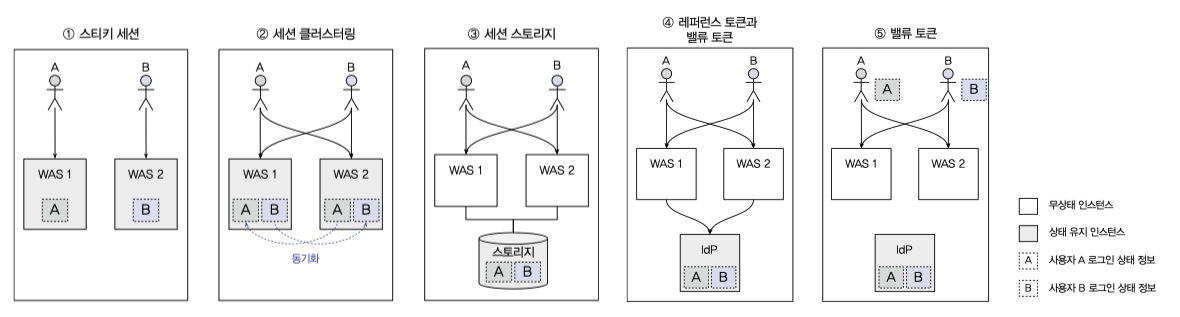 ① 스티키 세션
A
B
WAS 1
WAS 2
A
B
② 세션 클러스터링
A
B
WAS 1
WAS 2
A B
A B
동기화
③ 세션 스토리지
A
B
WAS 1
WAS 2
스토리지
A B
④ 레퍼런스 토큰과
밸류 토큰
A
B
WAS 1
WAS 2
IdP
A B
⑤ 밸류 토큰
A
B
A
B
WAS 1
WAS 2
IdP
A B
무상태 인스턴스
상태 유지 인스턴스
A 사용자 A 로그인 상태 정보
B 사용자 B 로그인 상태 정보